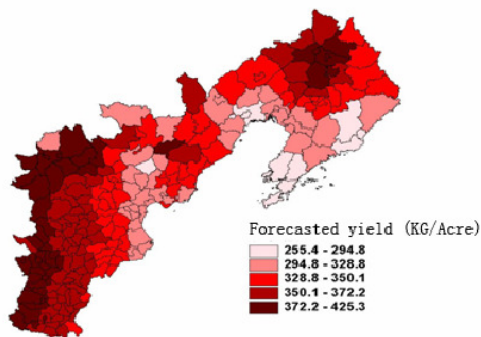 Forecasted yield (KG/Acre)
255.4 - 294.8
294.8 - 328.8
328.8 - 350.1
350.1 - 372.2
372.2 - 425.3